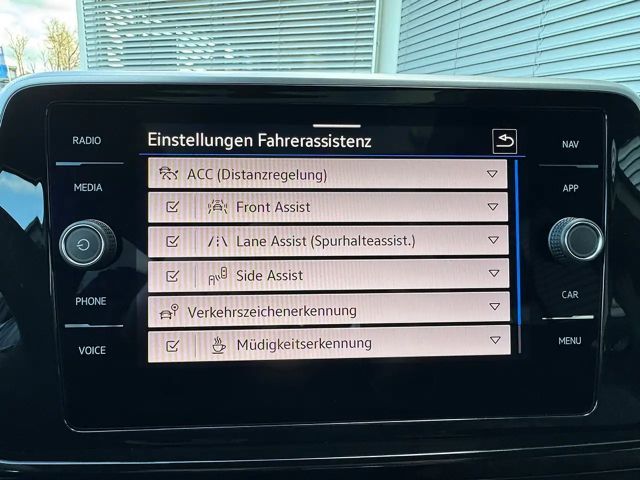 RADIO
MEDIA
PHONE
VOICE
Einstellungen Fahrerassistenz
ACC (Distanzregelung)
Front Assist
Lane Assist (Spurhalteassist.)
Side Assist
Verkehrszeichenerkennung
Müdigkeitserkennung
NAV
APP
CAR
MENU